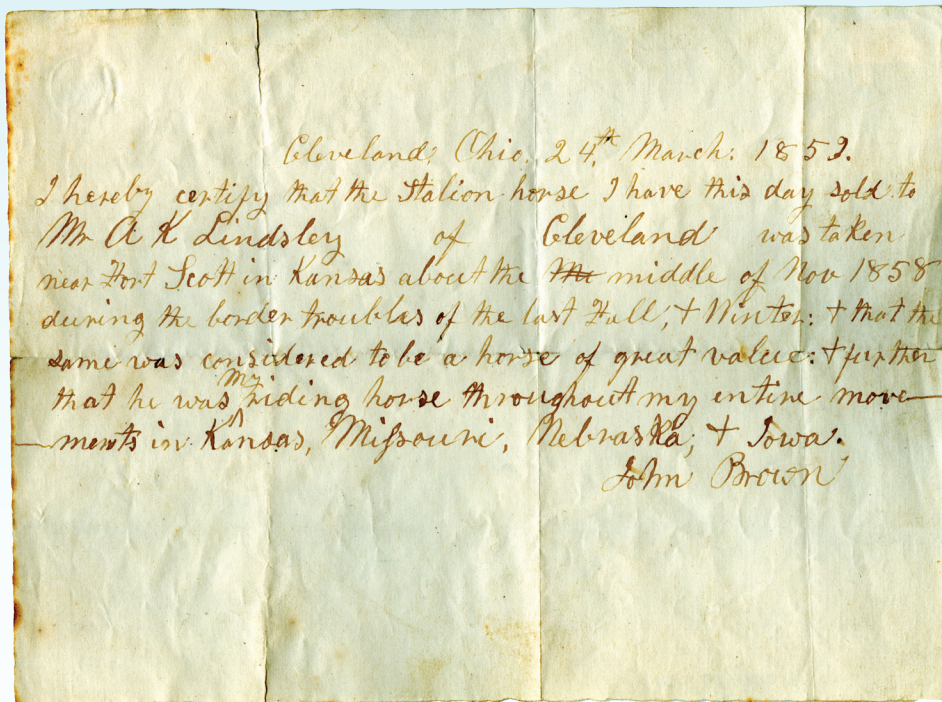 Cleveland, Ohio, 24th March. 1859.
I hereby certify that the Stalion horse I have this day sold to
Mr A K Lindsley of Cleveland was taken
near Fort Scott in Kansas about the the middle of Nov 1858
during the border troubles of the last Fall, & Winter: & that the
same was considered to be a horse of great value: & further
that he was My riding horse throughout my entire move
ments in Kansas, Missouri, Nebraska, & Iowa.
John Brown